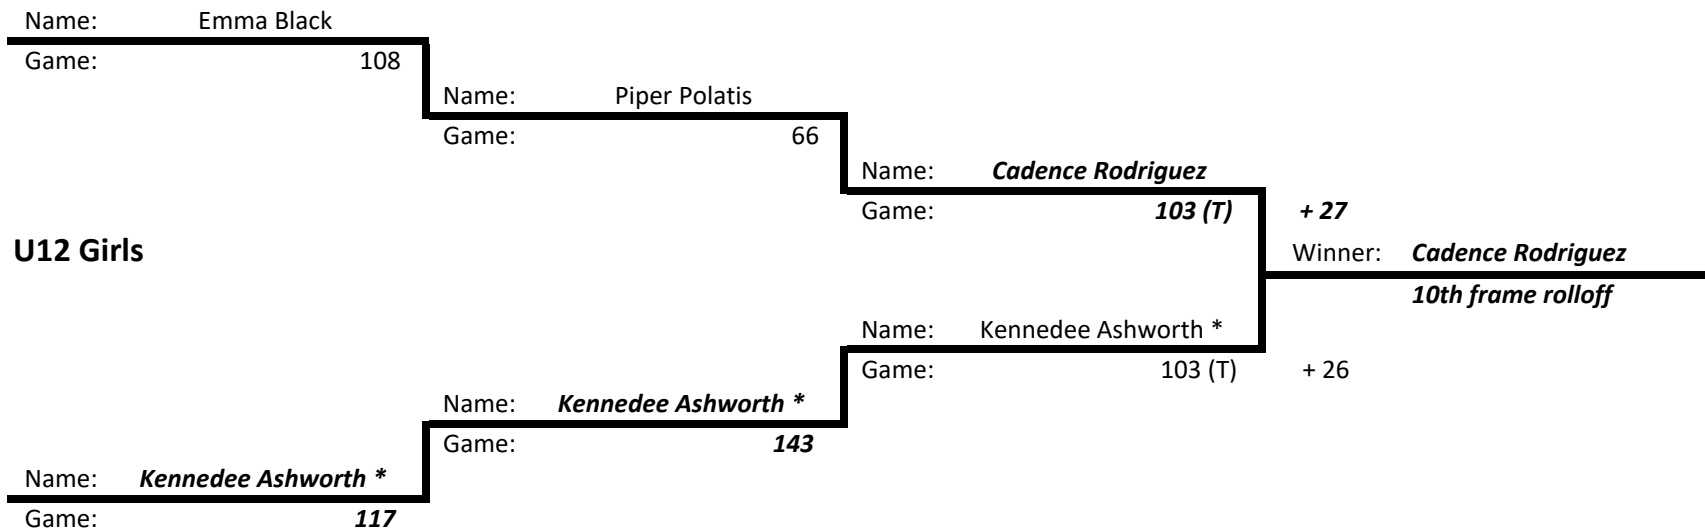 Name: Emma Black
Game: 108
Name: Piper Polatis
Game: 66
Name: Cadence Rodriguez
Game: 103 (T) + 27
U12 Girls
Winner: Cadence Rodriguez
10th frame rolloff
Name: Kennedee Ashworth *
Game: 103 (T) + 26
Name: Kennedee Ashworth *
Game: 143
Name: Kennedee Ashworth *
Game: 117